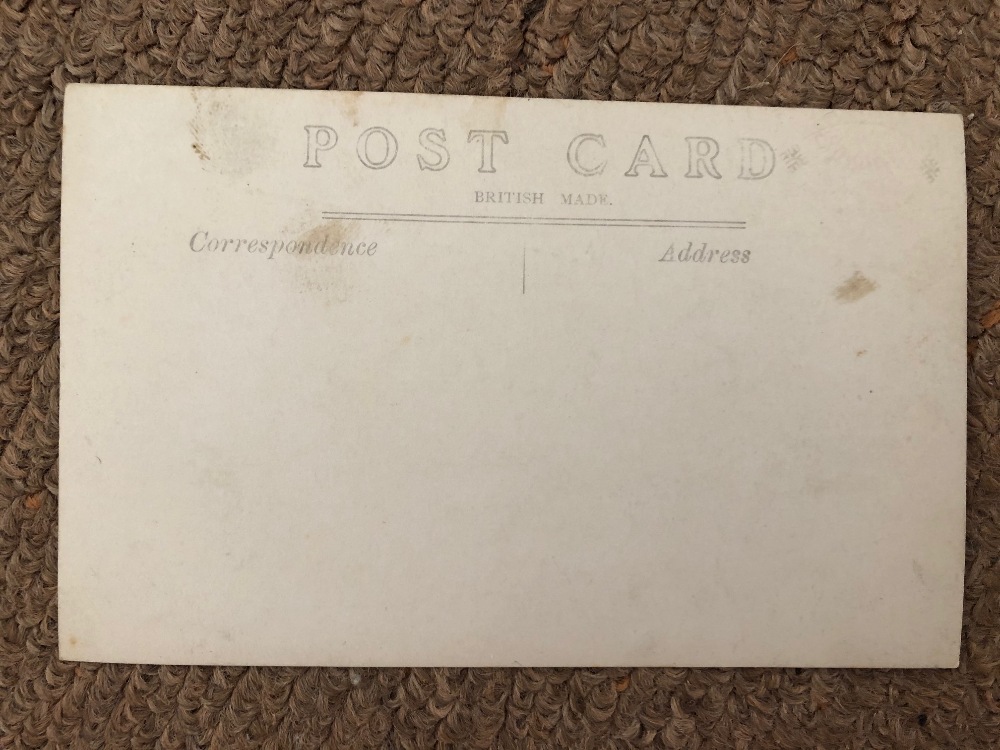 POST CARD
BRITISH MADE.
Correspondence
Address